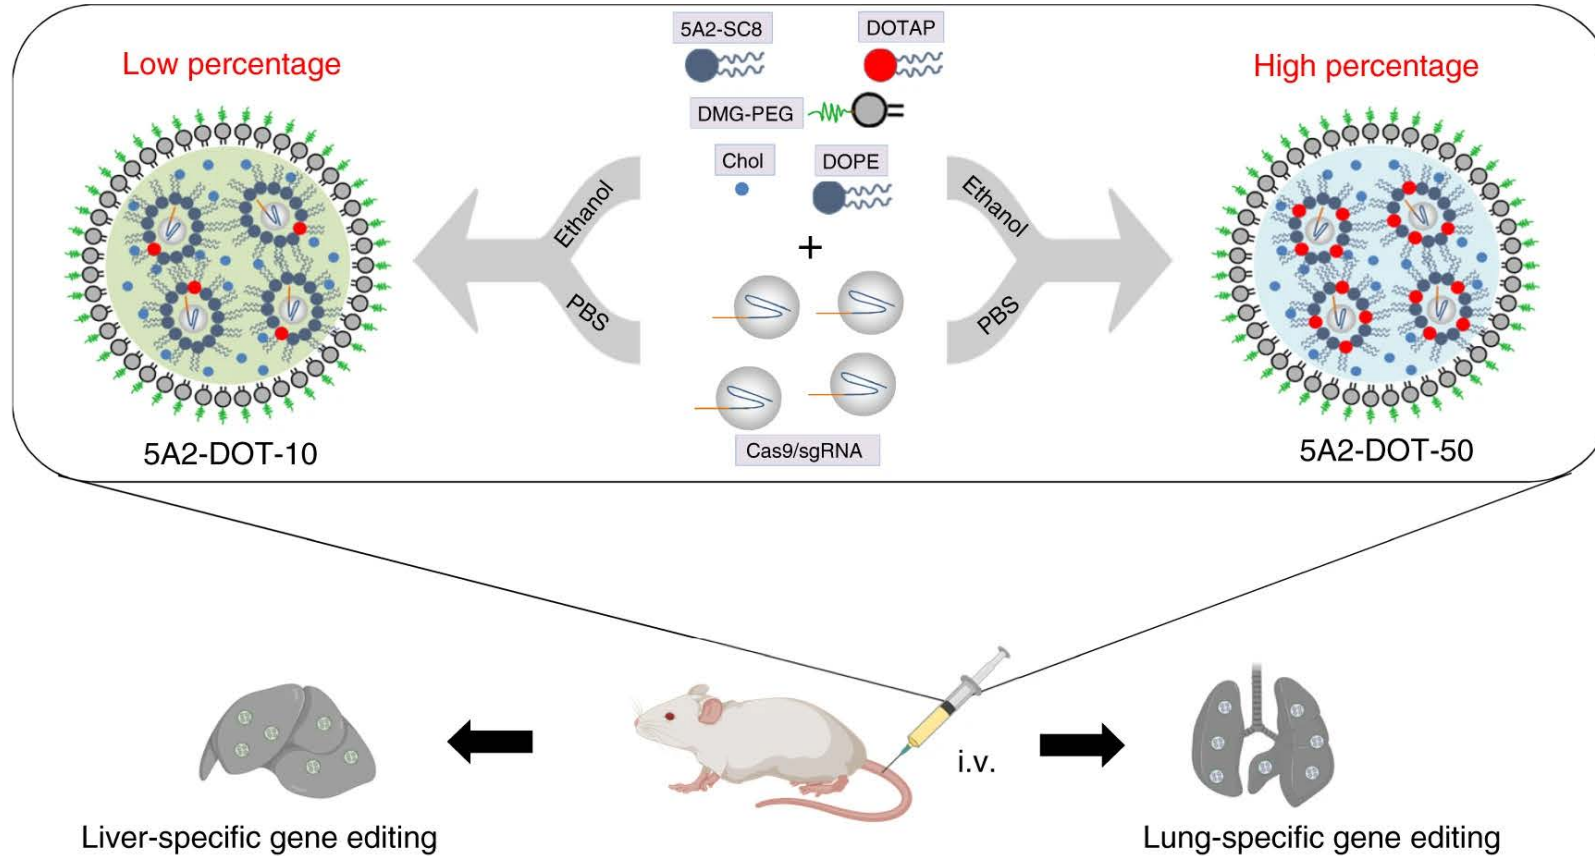 5A2-SC8
DOTAP
Low percentage
High percentage
DMG-PEG
Chol
DOPE
Ethanol
Ethanol
+
PBS
PBS
Cas9/sgRNA
5A2-DOT-10
5A2-DOT-50
i.v.
Liver-specific gene editing
Lung-specific gene editing